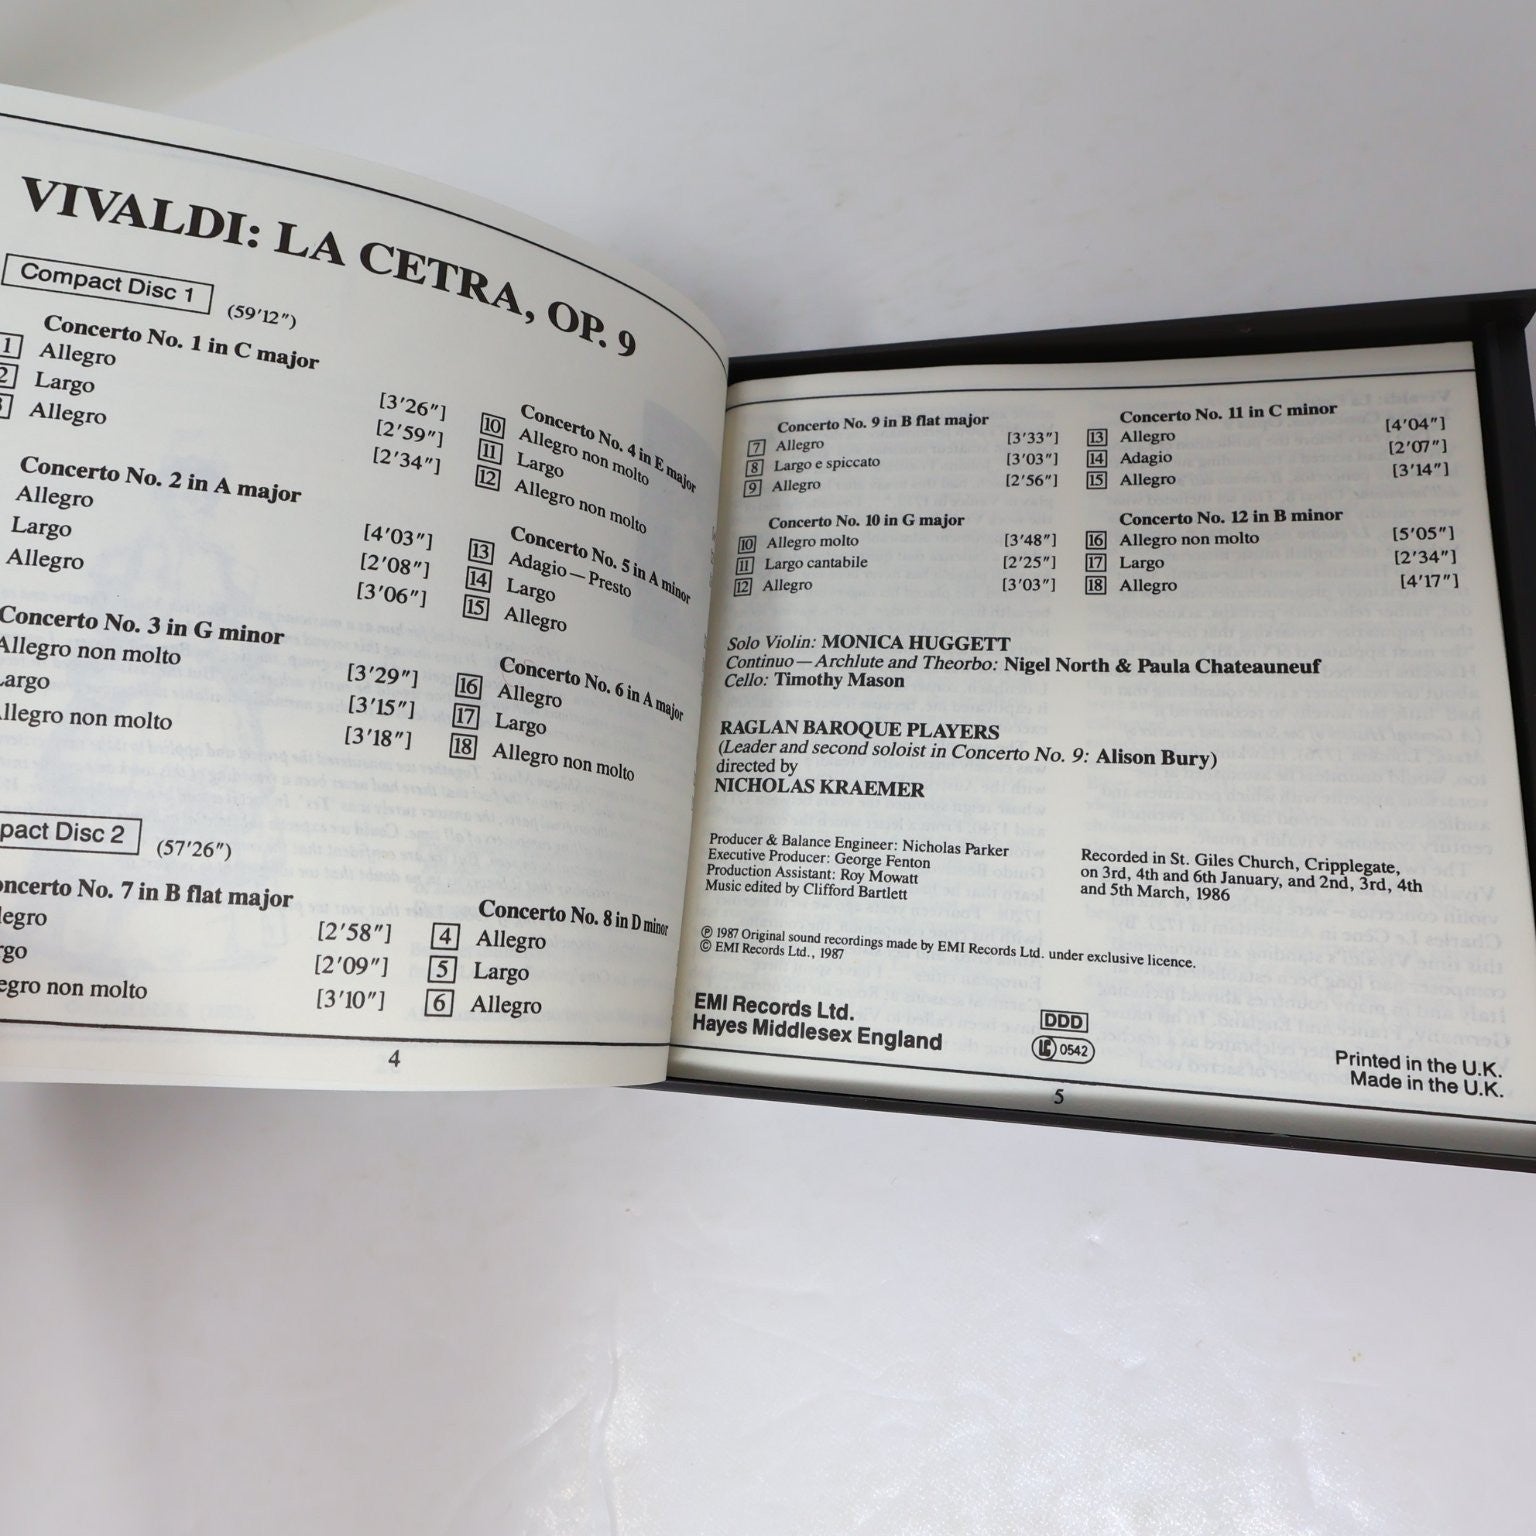 VIVALDI: LA CETRA, OP. 9
Compact Disc 1 (59'12")
Concerto No. 1 in C major
1 Allegro [3'26"]
2 Largo [2'59"]
Allegro [2'34"]
Concerto No. 2 in A major
Allegro [4'03"]
Largo [2'08"]
Allegro [3'06"]
Concerto No. 3 in G minor
Allegro non molto [3'29"]
Largo [3'15"]
Allegro non molto [3'18"]
Concerto No. 4 in E major
10 Allegro non molto
11 Largo
12 Allegro non molto
Concerto No. 5 in A minor
13 Adagio — Presto
14 Largo
15 Allegro
Concerto No. 6 in A major
16 Allegro
17 Largo
18 Allegro non molto
pact Disc 2 (57'26")
oncerto No. 7 in B flat major
legro [2'58"]
rgo [2'09"]
egro non molto [3'10"]
Concerto No. 8 in D minor
4 Allegro
5 Largo
6 Allegro
4
Concerto No. 9 in B flat major
7 Allegro [3'33"]
8 Largo e spiccato [3'03"]
9 Allegro [2'56"]
Concerto No. 10 in G major
10 Allegro molto [3'48"]
11 Largo cantabile [2'25"]
12 Allegro [3'03"]
Concerto No. 11 in C minor
13 Allegro [4'04"]
14 Adagio [2'07"]
15 Allegro [3'14"]
Concerto No. 12 in B minor
16 Allegro non molto [5'05"]
17 Largo [2'34"]
18 Allegro [4'17"]
Solo Violin: MONICA HUGGETT
Continuo — Archlute and Theorbo: Nigel North & Paula Chateauneuf
Cello: Timothy Mason
RAGLAN BAROQUE PLAYERS
(Leader and second soloist in Concerto No. 9: Alison Bury)
directed by
NICHOLAS KRAEMER
Producer & Balance Engineer: Nicholas Parker
Executive Producer: George Fenton
Production Assistant: Roy Mowatt
Music edited by Clifford Bartlett
Recorded in St. Giles Church, Cripplegate,
on 3rd, 4th and 6th January, and 2nd, 3rd, 4th
and 5th March, 1986
℗ 1987 Original sound recordings made by EMI Records Ltd. under exclusive licence.
© EMI Records Ltd., 1987
EMI Records Ltd.
Hayes Middlesex England
DDD
LC 0542
Printed in the U.K.
Made in the U.K.
5